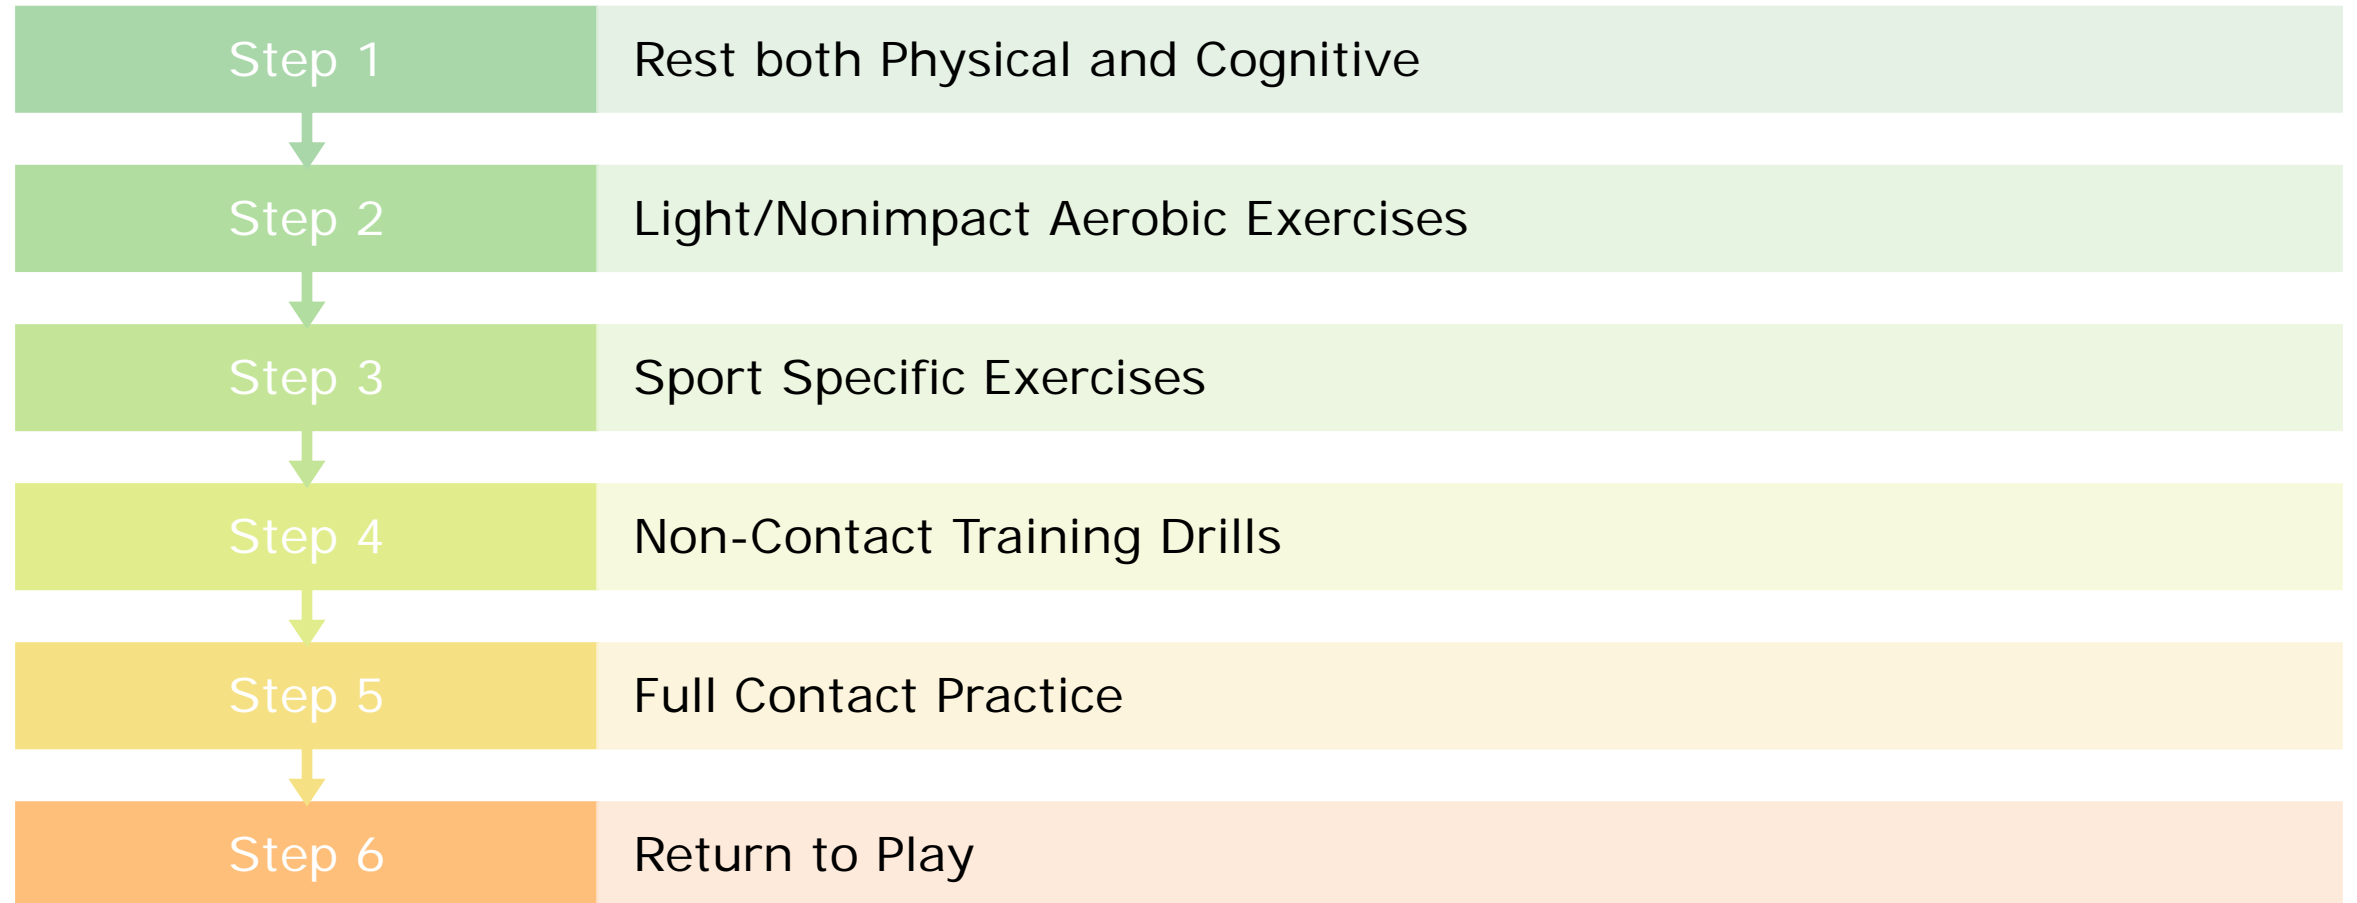 Step 1
Rest both Physical and Cognitive
Step 2
Light/Nonimpact Aerobic Exercises
Step 3
Sport Specific Exercises
Step 4
Non-Contact Training Drills
Step 5
Full Contact Practice
Step 6
Return to Play